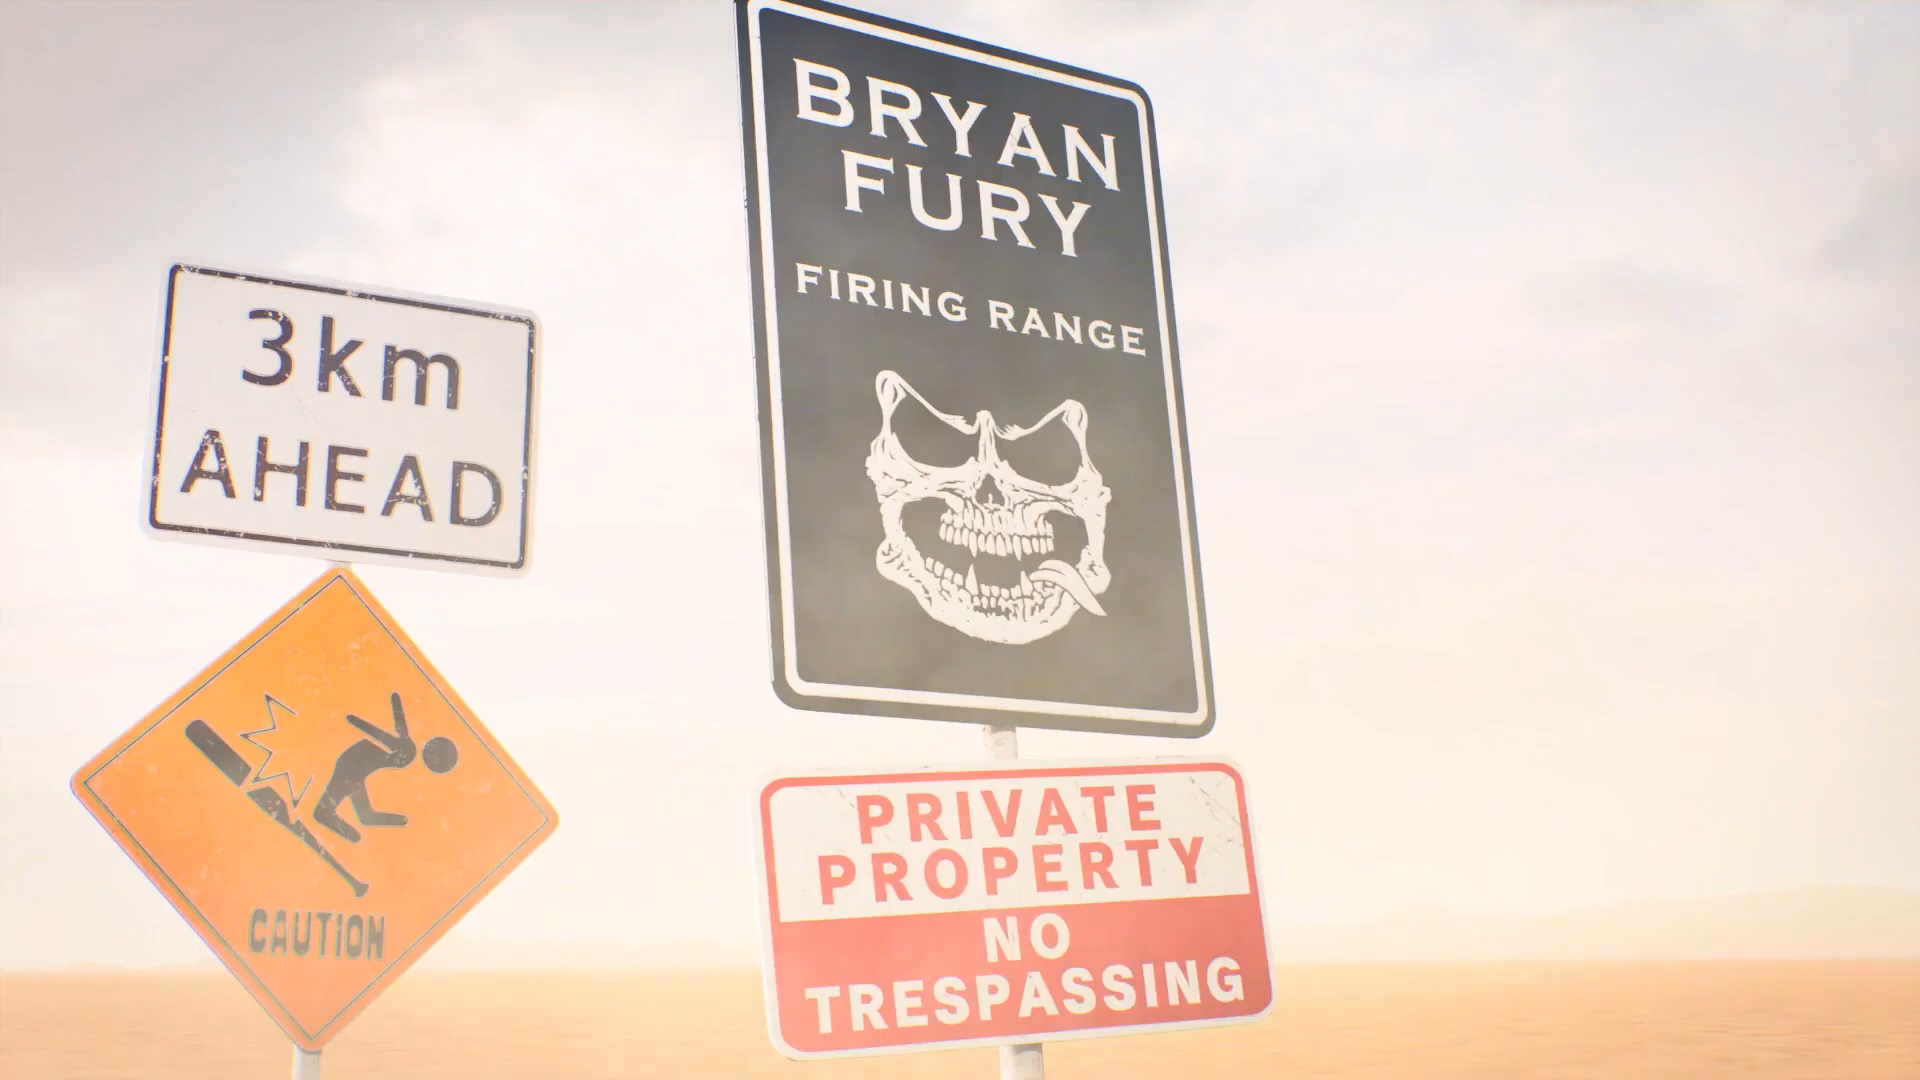 3km
AHEAD
CAUTION
BRYAN
FURY
FIRING RANGE
PRIVATE
PROPERTY
NO
TRESPASSING